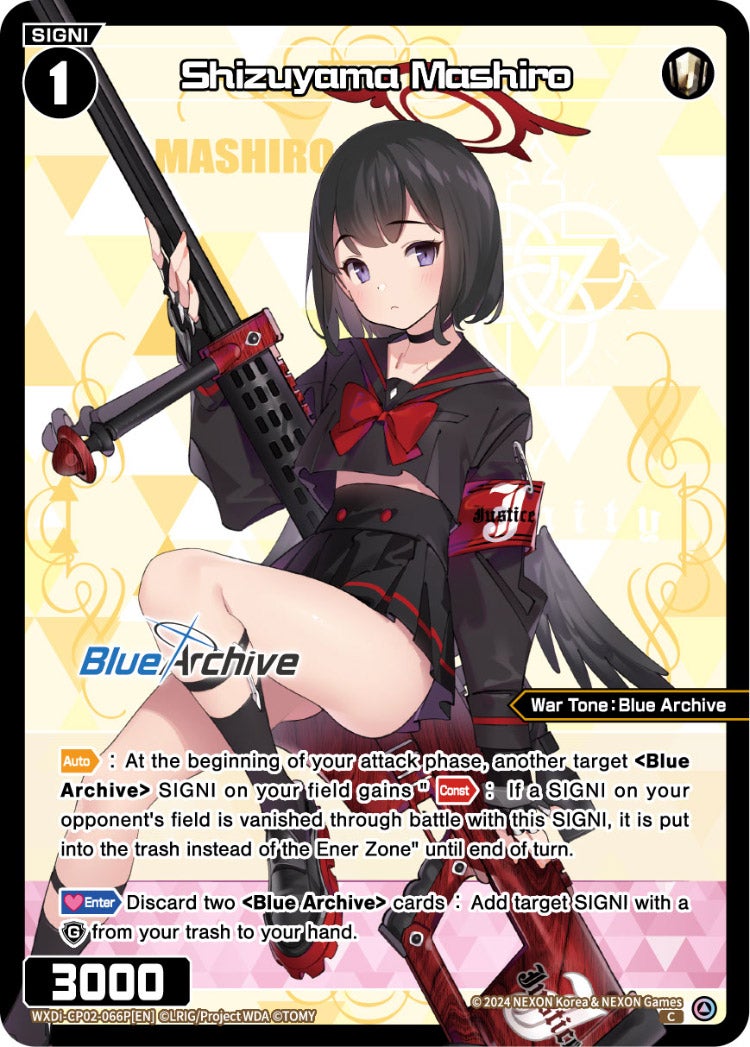 SIGNI
1
Shizuyama Mashiro
MASHIRO
Justice
Blue Archive
War Tone:Blue Archive
Auto : At the beginning of your attack phase, another target <Blue
Archive> SIGNI on your field gains " Const : If a SIGNI on your
opponent's field is vanished through battle with this SIGNI, it is put
into the trash instead of the Ener Zone" until end of turn.
Enter Discard two <Blue Archive> cards : Add target SIGNI with a
G from your trash to your hand.
3000
© 2024 NEXON Korea & NEXON Games
WXDi-CP02-066P[EN] ©LRIG/Project WDA ©TOMY
C
Justice